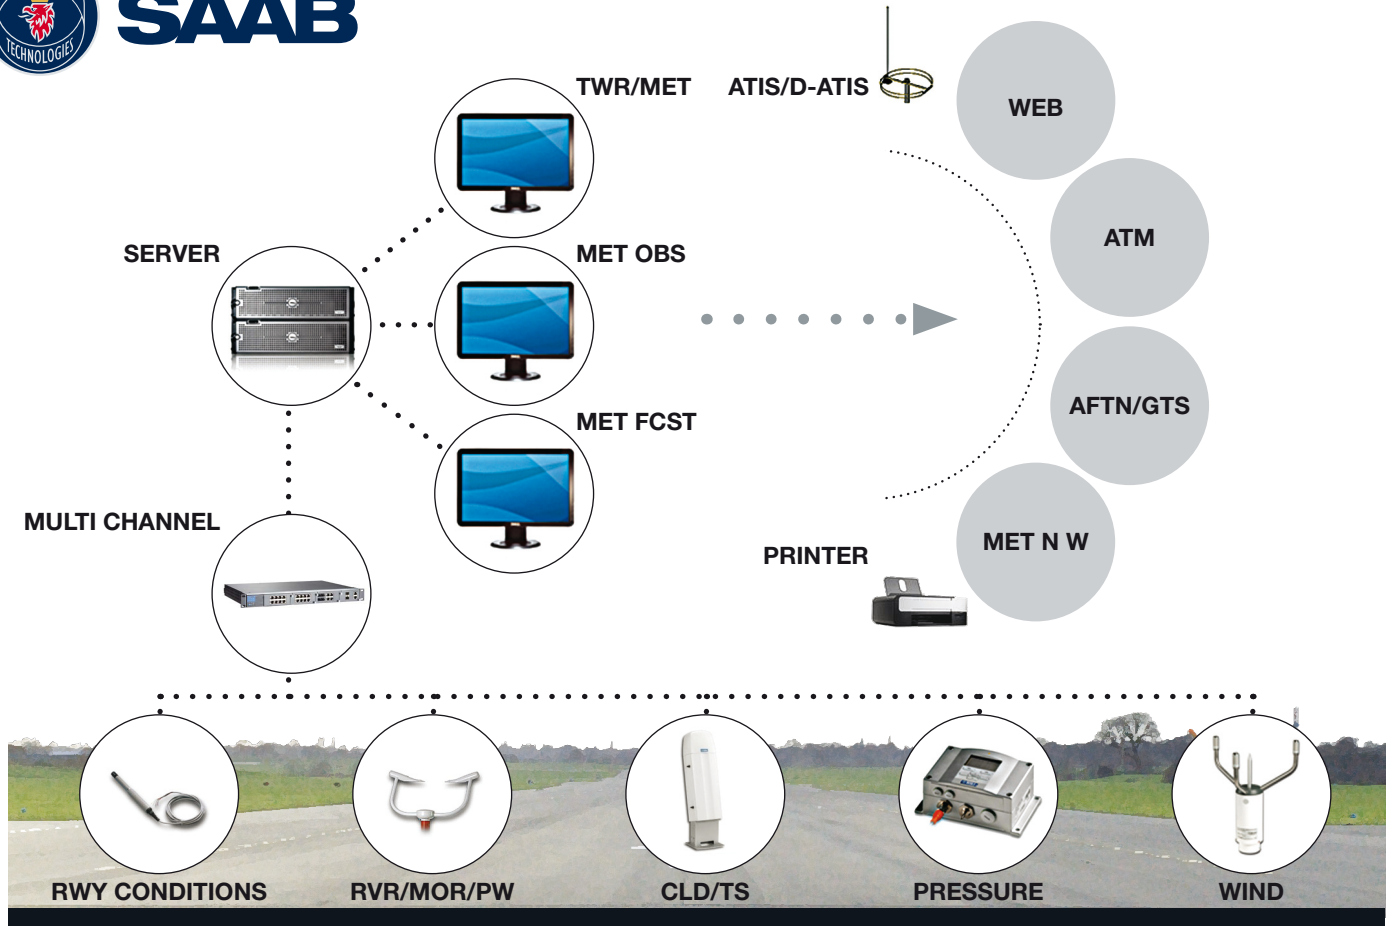 TECHNOLOGIES
SAAB
TWR/MET
ATIS/D-ATIS
WEB
ATM
SERVER
MET OBS
AFTN/GTS
MET FCST
MULTI CHANNEL
MET N W
PRINTER
RWY CONDITIONS
RVR/MOR/PW
CLD/TS
PRESSURE
WIND